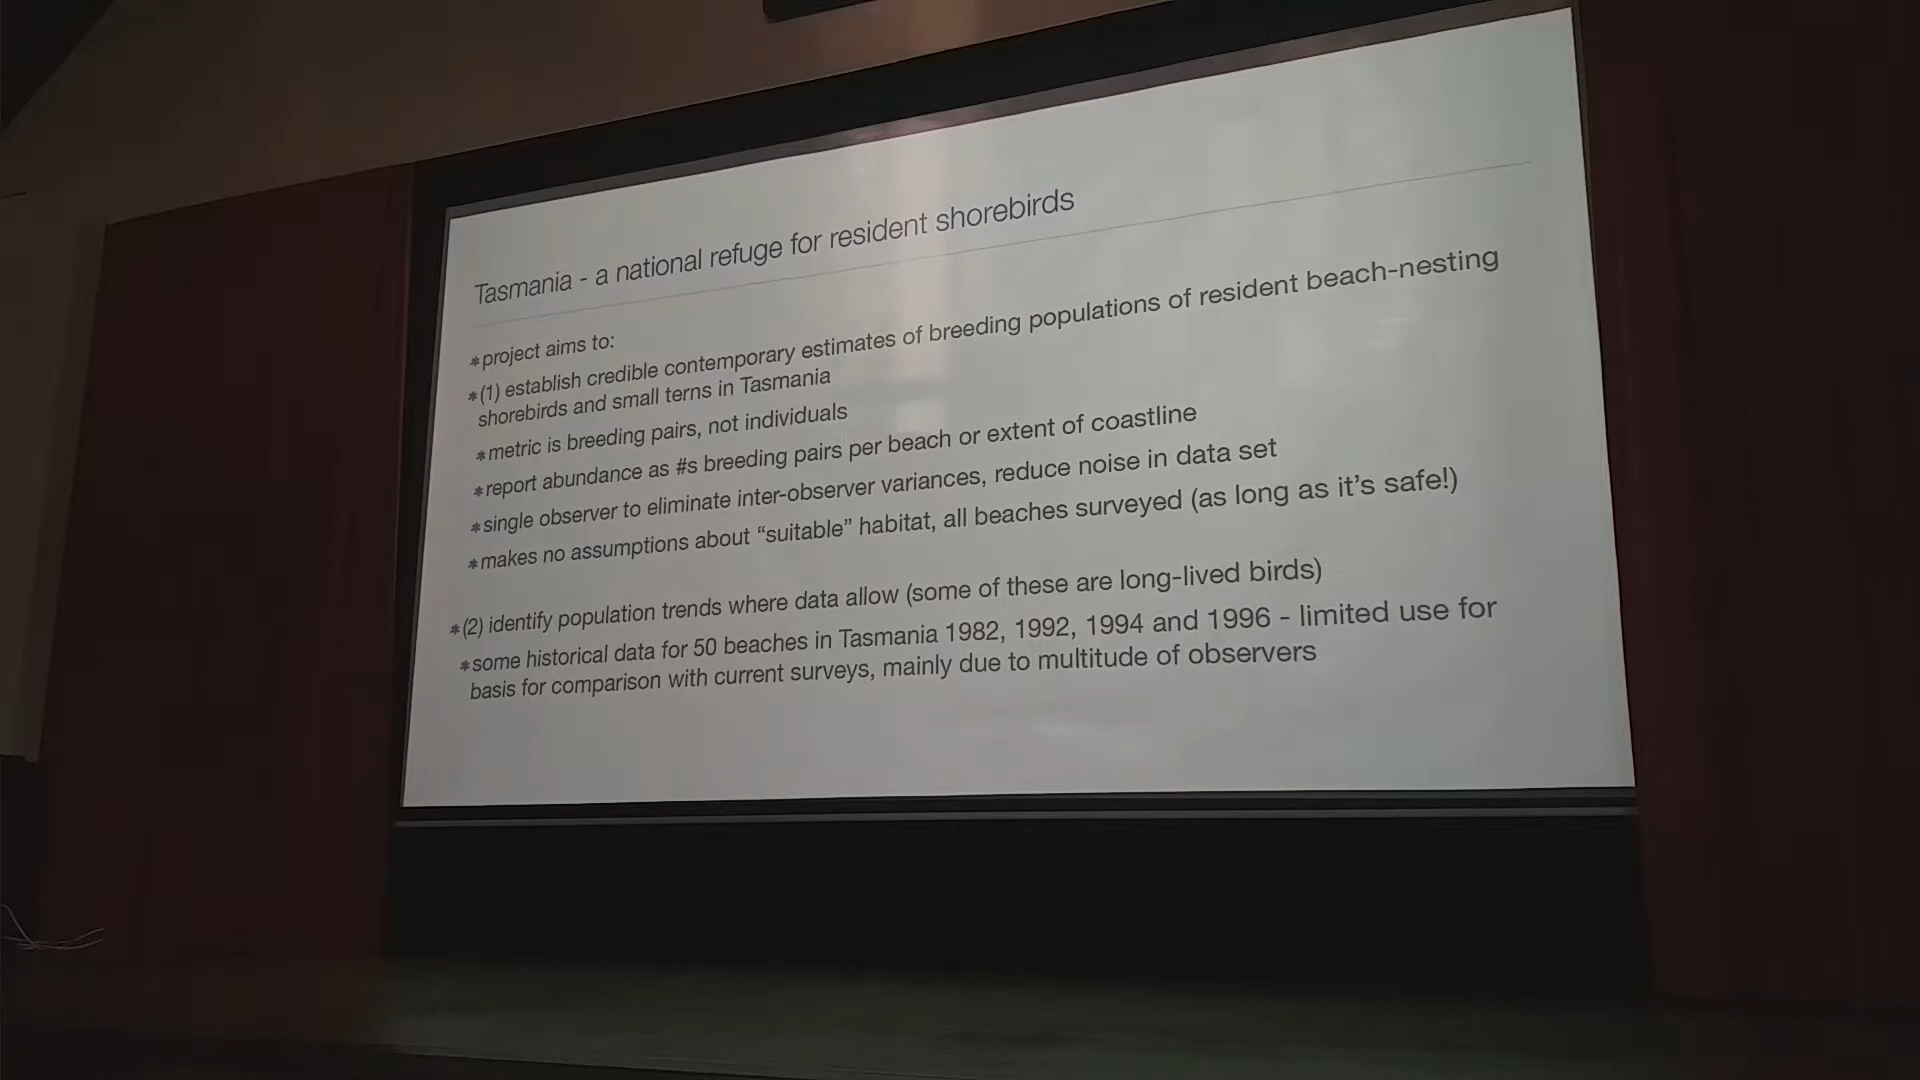 Tasmania - a national refuge for resident shorebirds
*project aims to:
*(1) establish credible contemporary estimates of breeding populations of resident beach-nesting
shorebirds and small terns in Tasmania
*metric is breeding pairs, not individuals
*report abundance as #s breeding pairs per beach or extent of coastline
*single observer to eliminate inter-observer variances, reduce noise in data set
*makes no assumptions about “suitable” habitat, all beaches surveyed (as long as it’s safe!)
*(2) identify population trends where data allow (some of these are long-lived birds)
*some historical data for 50 beaches in Tasmania 1982, 1992, 1994 and 1996 - limited use for
basis for comparison with current surveys, mainly due to multitude of observers